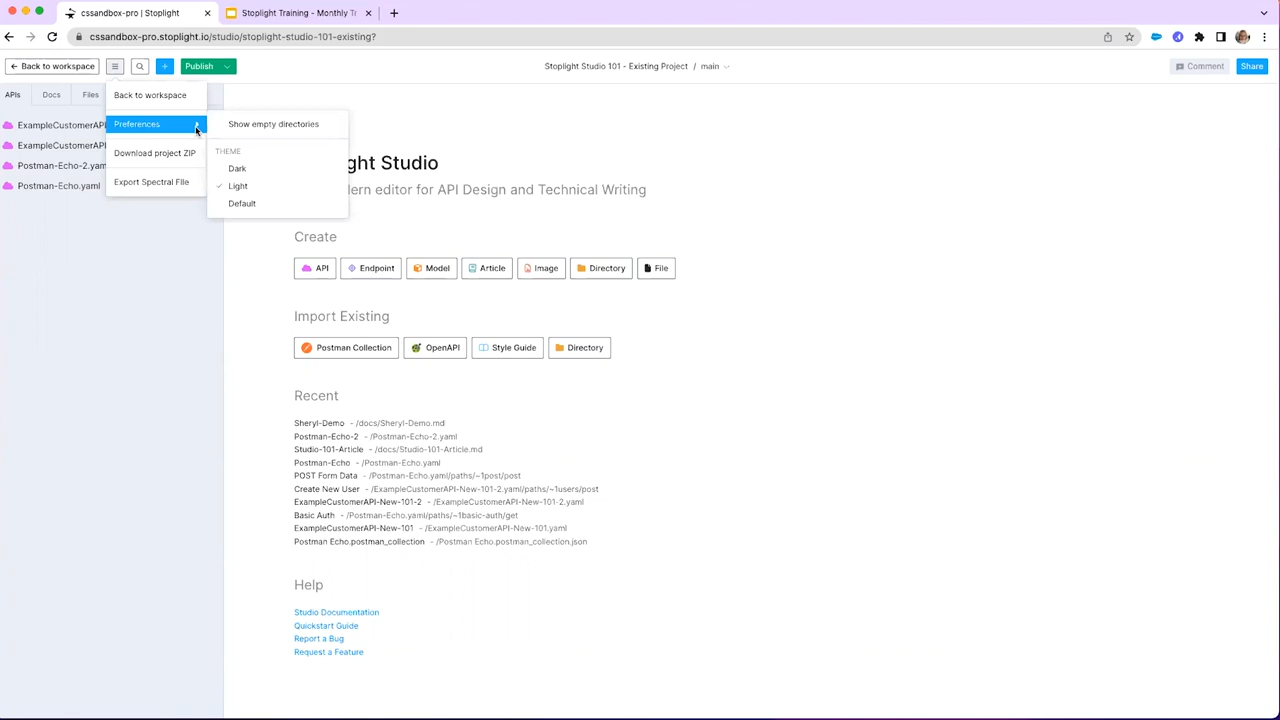 cssandbox-pro | Stoplight
Stoplight Training - Monthly Tr
cssandbox-pro.stoplight.io/studio/stoplight-studio-101-existing?
Back to workspace
Publish
Stoplight Studio 101 - Existing Project / main
Comment
Share
APIs
Docs
Files
ExampleCustomerAPI
ExampleCustomerAPI
Postman-Echo-2.yam
Postman-Echo.yaml
Back to workspace
Preferences
Download project ZIP
Export Spectral File
Show empty directories
THEME
Dark
Light
Default
ght Studio
dern editor for API Design and Technical Writing
Create
API
Endpoint
Model
Article
Image
Directory
File
Import Existing
Postman Collection
OpenAPI
Style Guide
Directory
Recent
Sheryl-Demo - /docs/Sheryl-Demo.md
Postman-Echo-2 - /Postman-Echo-2.yaml
Studio-101-Article - /docs/Studio-101-Article.md
Postman-Echo - /Postman-Echo.yaml
POST Form Data - /Postman-Echo.yaml/paths/~1post/post
Create New User - /ExampleCustomerAPI-New-101-2.yaml/paths/~1users/post
ExampleCustomerAPI-New-101-2 - /ExampleCustomerAPI-New-101-2.yaml
Basic Auth - /Postman-Echo.yaml/paths/~1basic-auth/get
ExampleCustomerAPI-New-101 - /ExampleCustomerAPI-New-101.yaml
Postman Echo.postman_collection - /Postman Echo.postman_collection.json
Help
Studio Documentation
Quickstart Guide
Report a Bug
Request a Feature